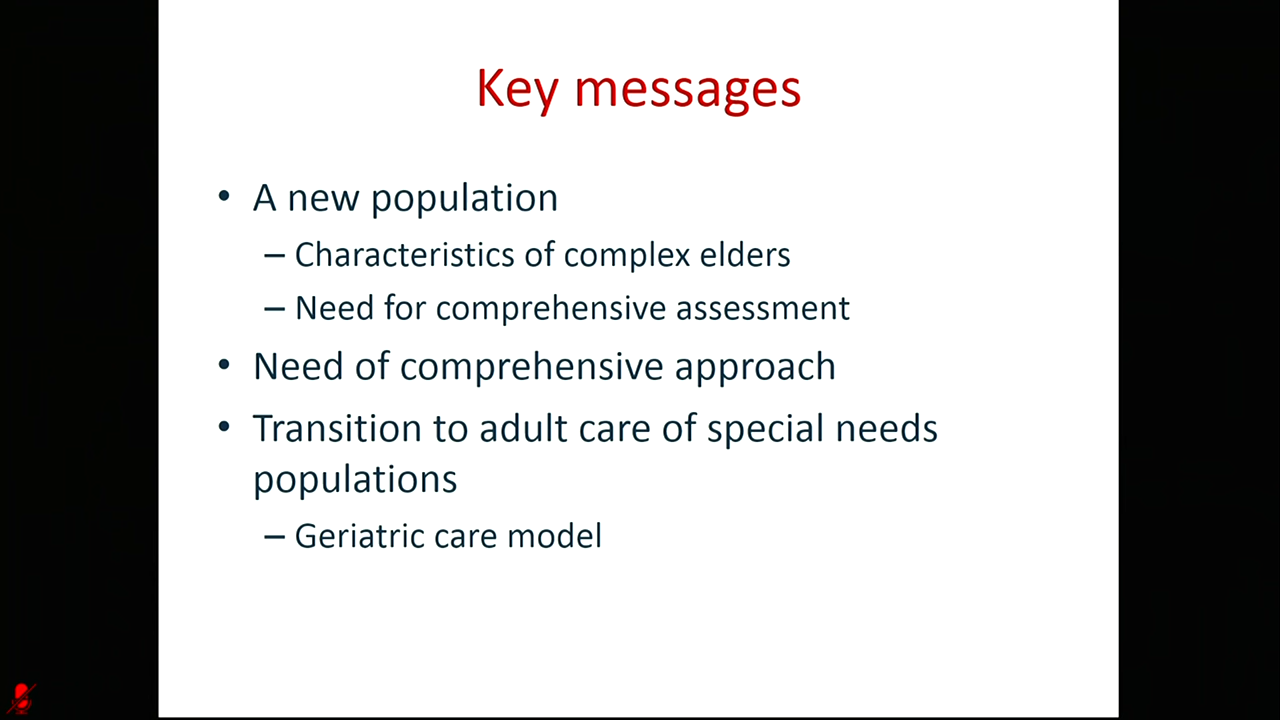 Key messages
• A new population
– Characteristics of complex elders
– Need for comprehensive assessment
• Need of comprehensive approach
• Transition to adult care of special needs
populations
– Geriatric care model